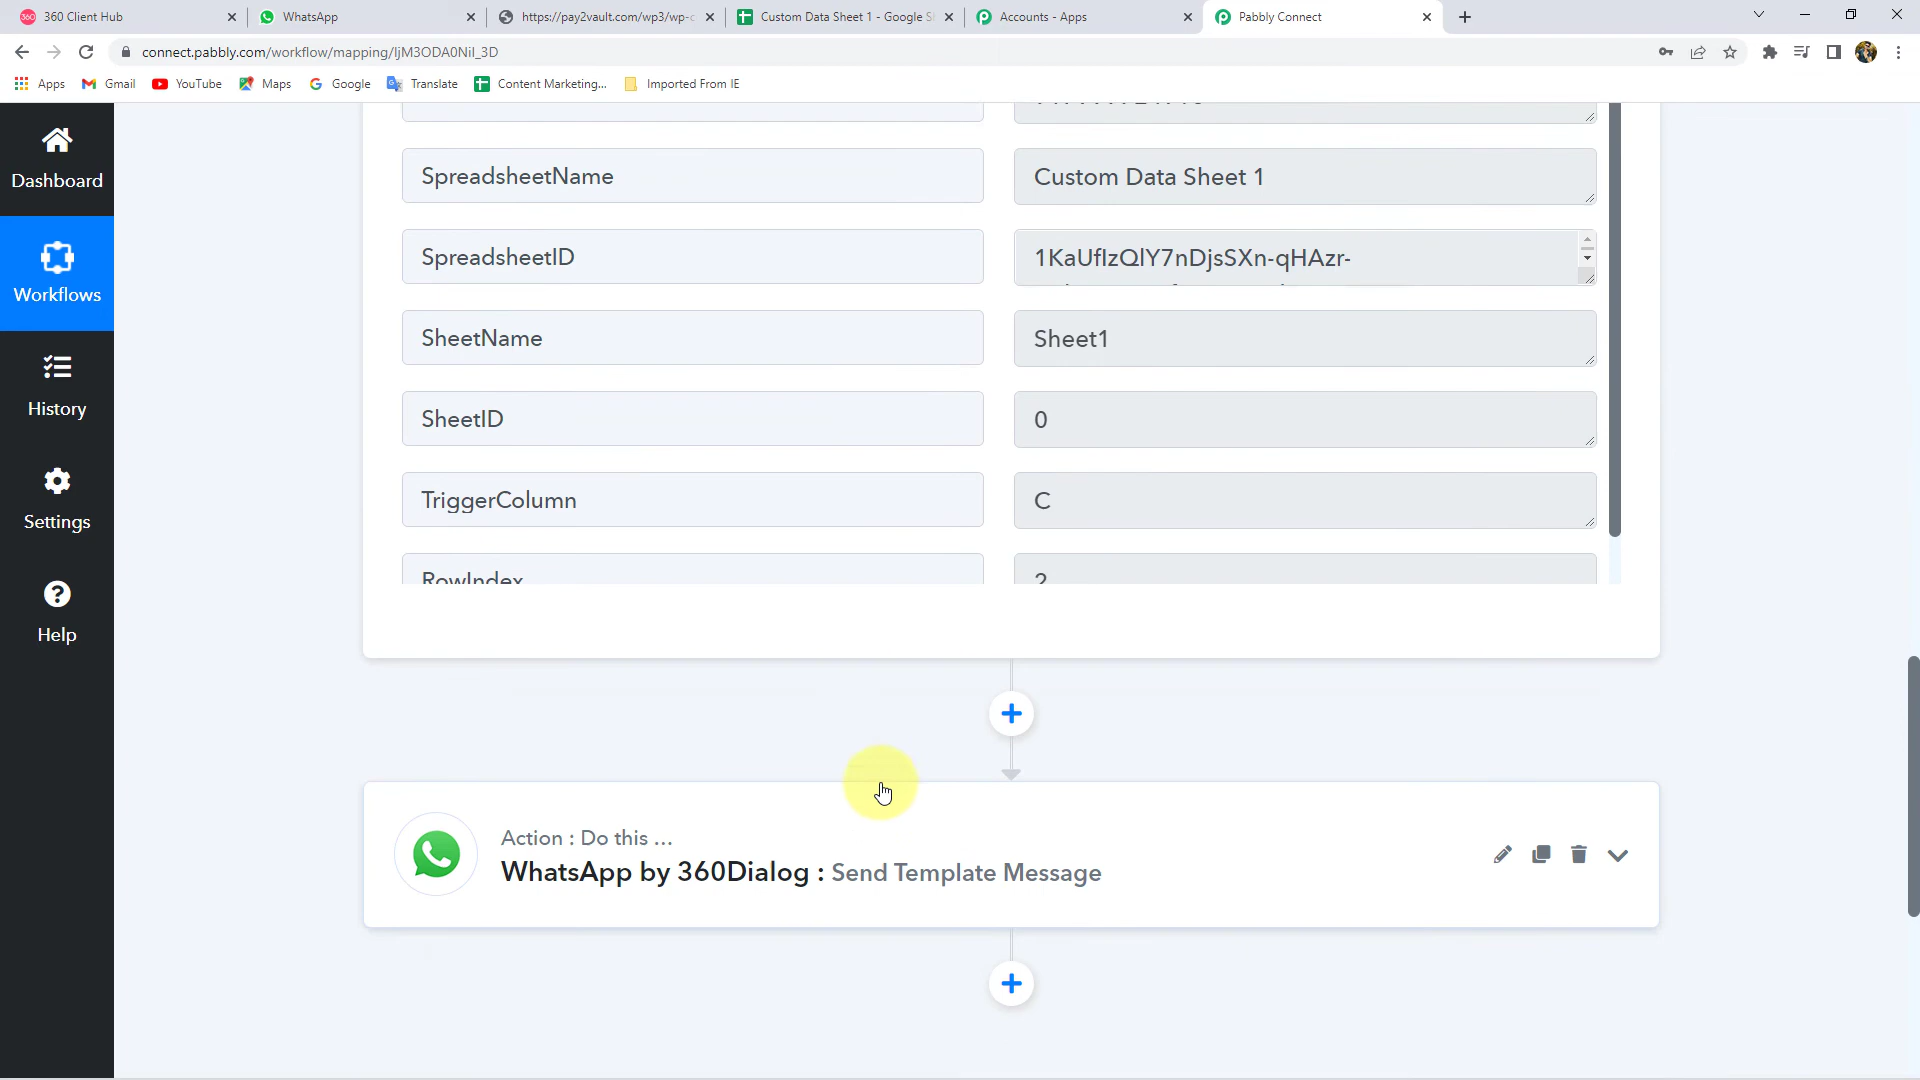 360 Client Hub
WhatsApp
https://pay2vault.com/wp3/wp-c
Custom Data Sheet 1 - Google S
Accounts - Apps
Pabbly Connect
connect.pabbly.com/workflow/mapping/IjM3ODA0NiI_3D
Apps
Gmail
YouTube
Maps
Google
Translate
Content Marketing...
Imported From IE
Dashboard
Workflows
History
Settings
Help
SpreadsheetName
Custom Data Sheet 1
SpreadsheetID
1KaUfIzQlY7nDjsSXn-qHAzr-
SheetName
Sheet1
SheetID
0
TriggerColumn
C
RowIndex
2
Action : Do this ...
WhatsApp by 360Dialog : Send Template Message